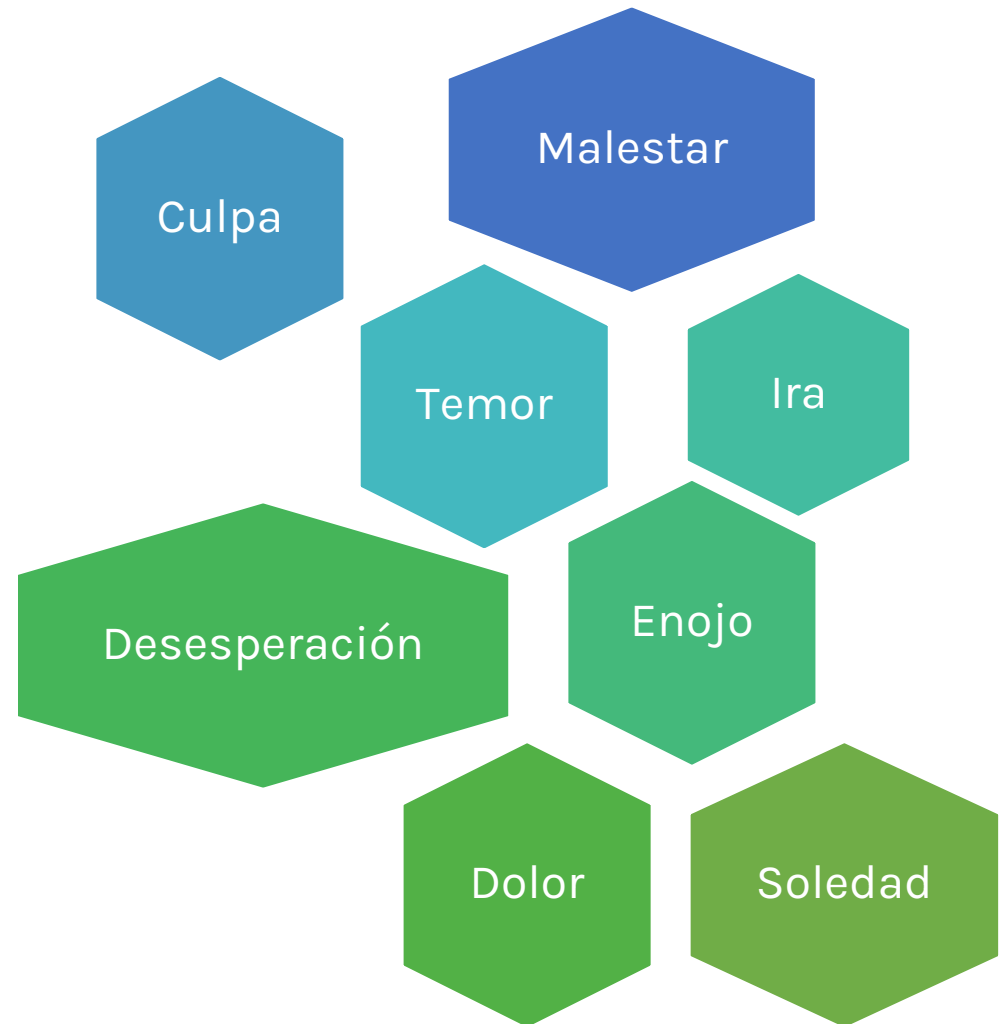 Malestar
Culpa
Temor
Ira
Enojo
Desesperación
Dolor
Soledad